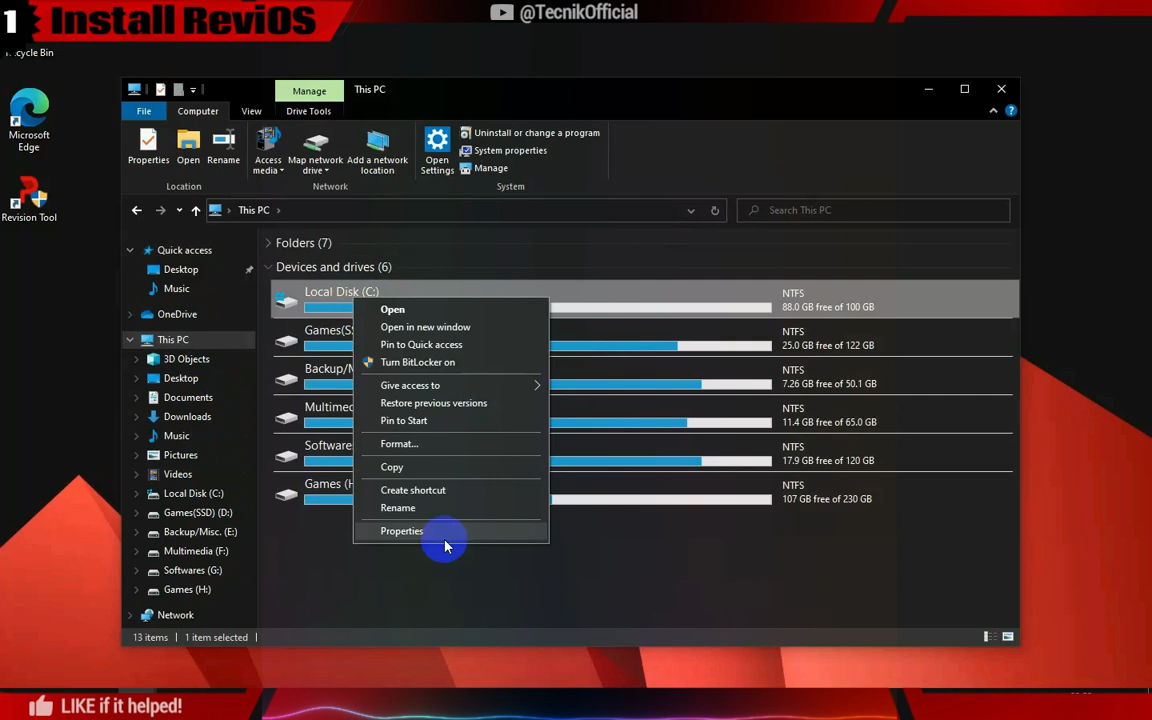 1 Install ReviOS
@TecnikOfficial
cycle Bin
Microsoft
Edge
Revision Tool
Manage
This PC
File
Computer
View
Drive Tools
Properties
Open
Rename
Access
media
Map network
drive
Add a network
location
Open
Settings
Uninstall or change a program
System properties
Manage
Location
Network
System
This PC
Search This PC
Quick access
Desktop
Music
OneDrive
This PC
3D Objects
Desktop
Documents
Downloads
Music
Pictures
Videos
Local Disk (C:)
Games(SSD) (D:)
Backup/Misc. (E:)
Multimedia (F:)
Softwares (G:)
Games (H:)
Network
Folders (7)
Devices and drives (6)
Local Disk (C:)
NTFS
88.0 GB free of 100 GB
Games(S
NTFS
25.0 GB free of 122 GB
Backup/M
NTFS
7.26 GB free of 50.1 GB
Multimed
NTFS
11.4 GB free of 65.0 GB
Software
NTFS
17.9 GB free of 120 GB
Games (H
NTFS
107 GB free of 230 GB
Open
Open in new window
Pin to Quick access
Turn BitLocker on
Give access to
Restore previous versions
Pin to Start
Format...
Copy
Create shortcut
Rename
Properties
13 items
1 item selected
LIKE if it helped!